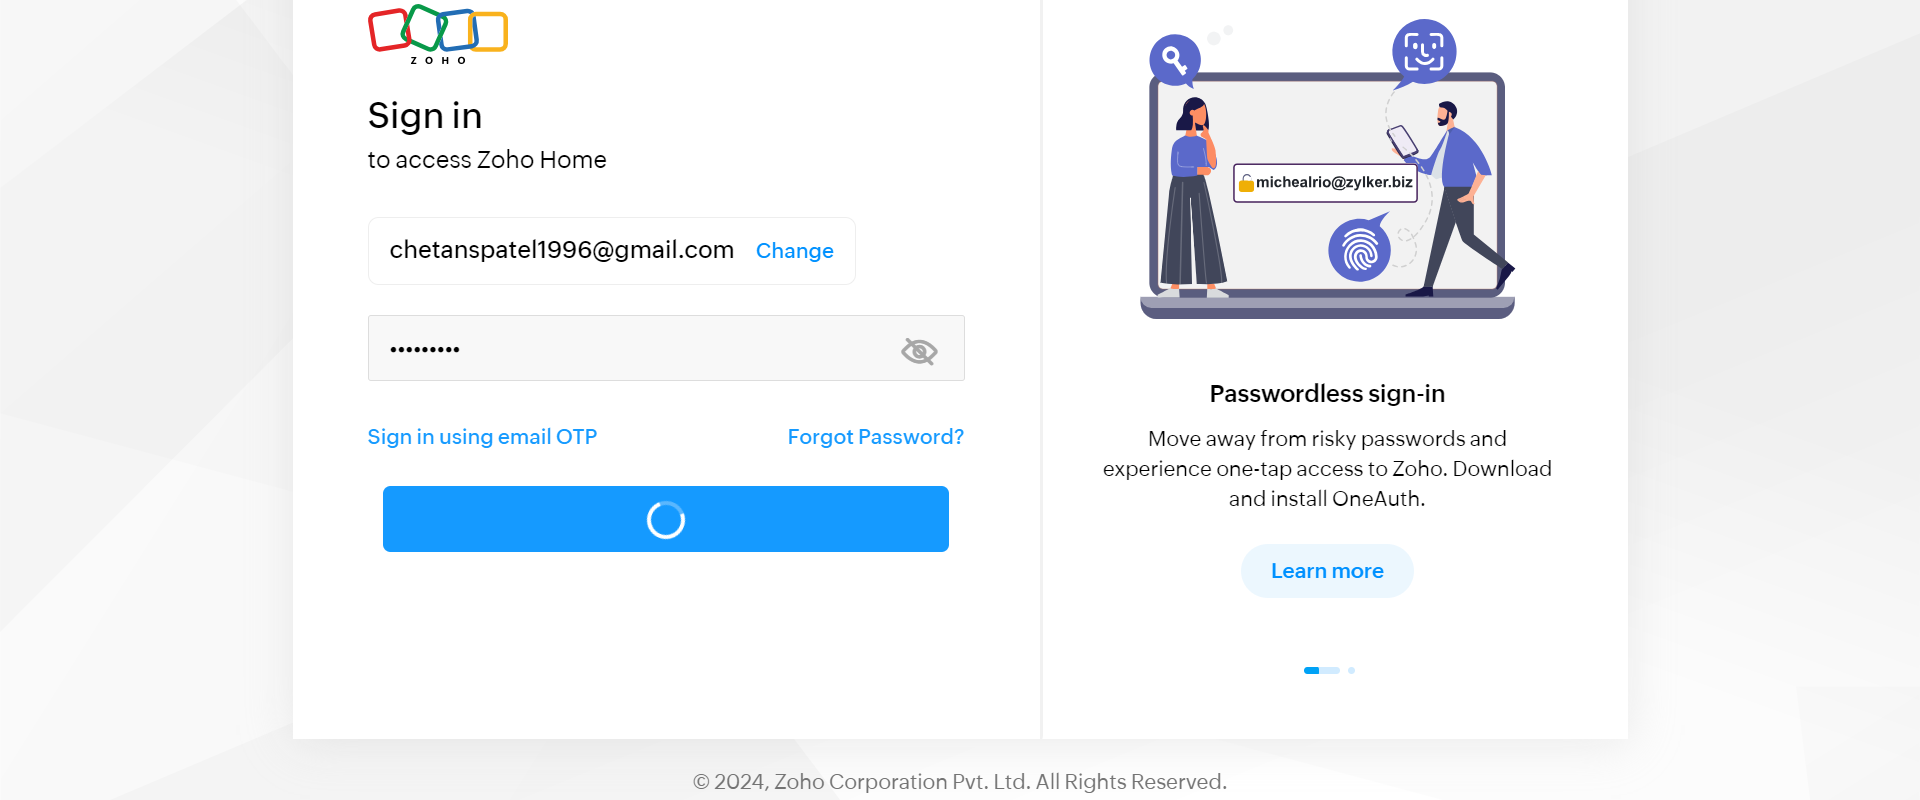 ZOHO
Sign in
to access Zoho Home
chetanspatel1996@gmail.com Change
•••••••••
Sign in using email OTP Forgot Password?
michealrio@zylker.biz
Passwordless sign-in
Move away from risky passwords and
experience one-tap access to Zoho. Download
and install OneAuth.
Learn more
© 2024, Zoho Corporation Pvt. Ltd. All Rights Reserved.